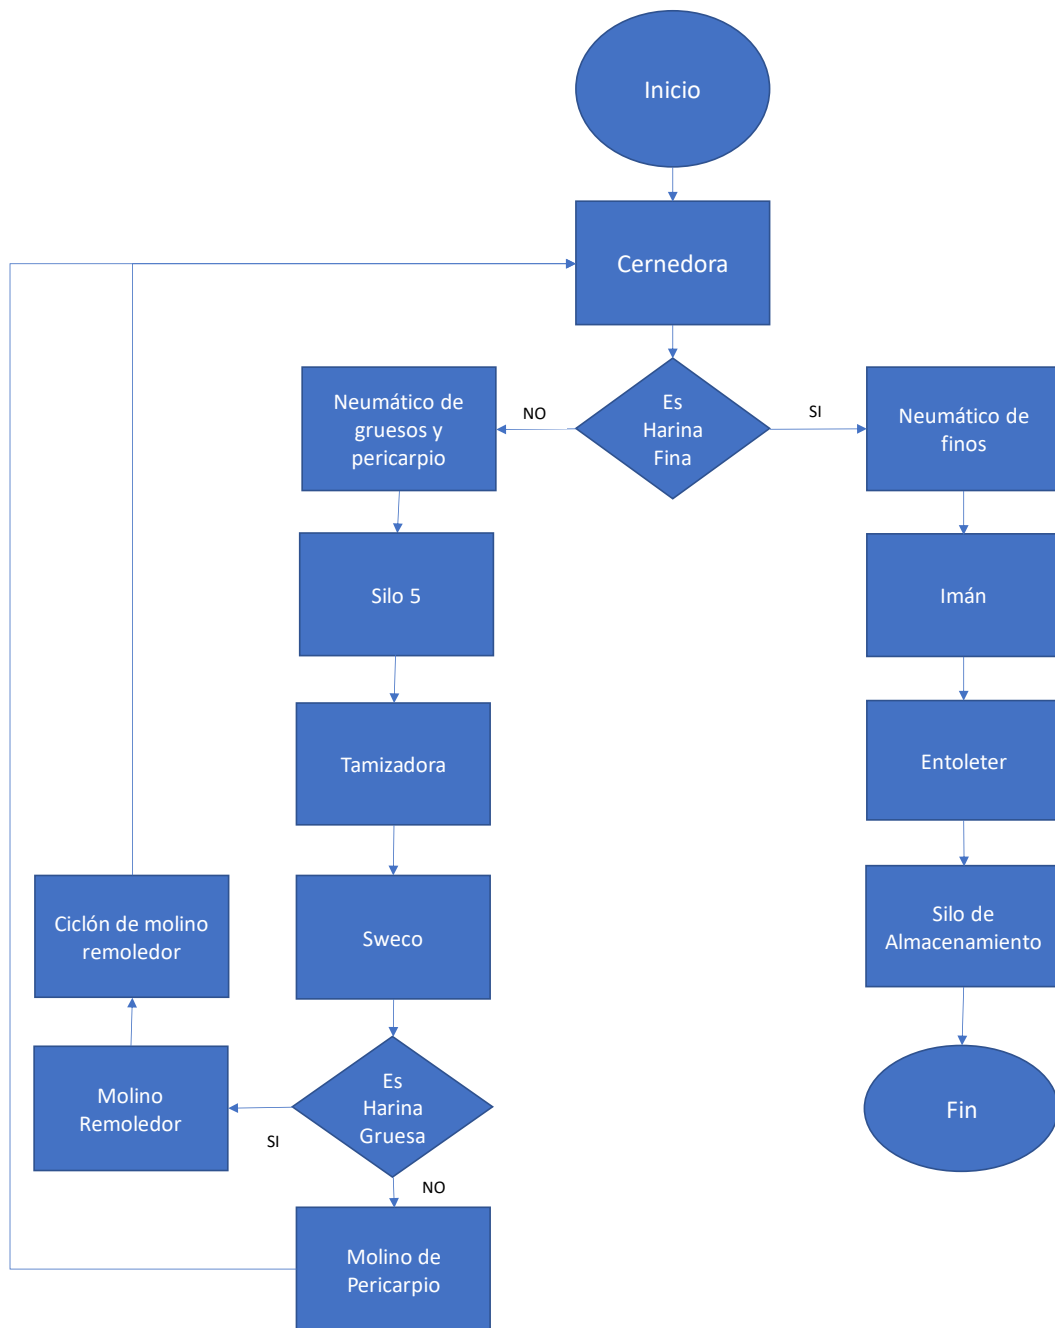 Inicio
Cernedora
Neumático de
gruesos y
pericarpio
NO
Es
Harina
Fina
SI
Neumático de
finos
Silo 5
Imán
Tamizadora
Entoleter
Ciclón de molino
remoledor
Sweco
Silo de
Almacenamiento
Molino
Remoledor
SI
Es
Harina
Gruesa
NO
Fin
Molino de
Pericarpio